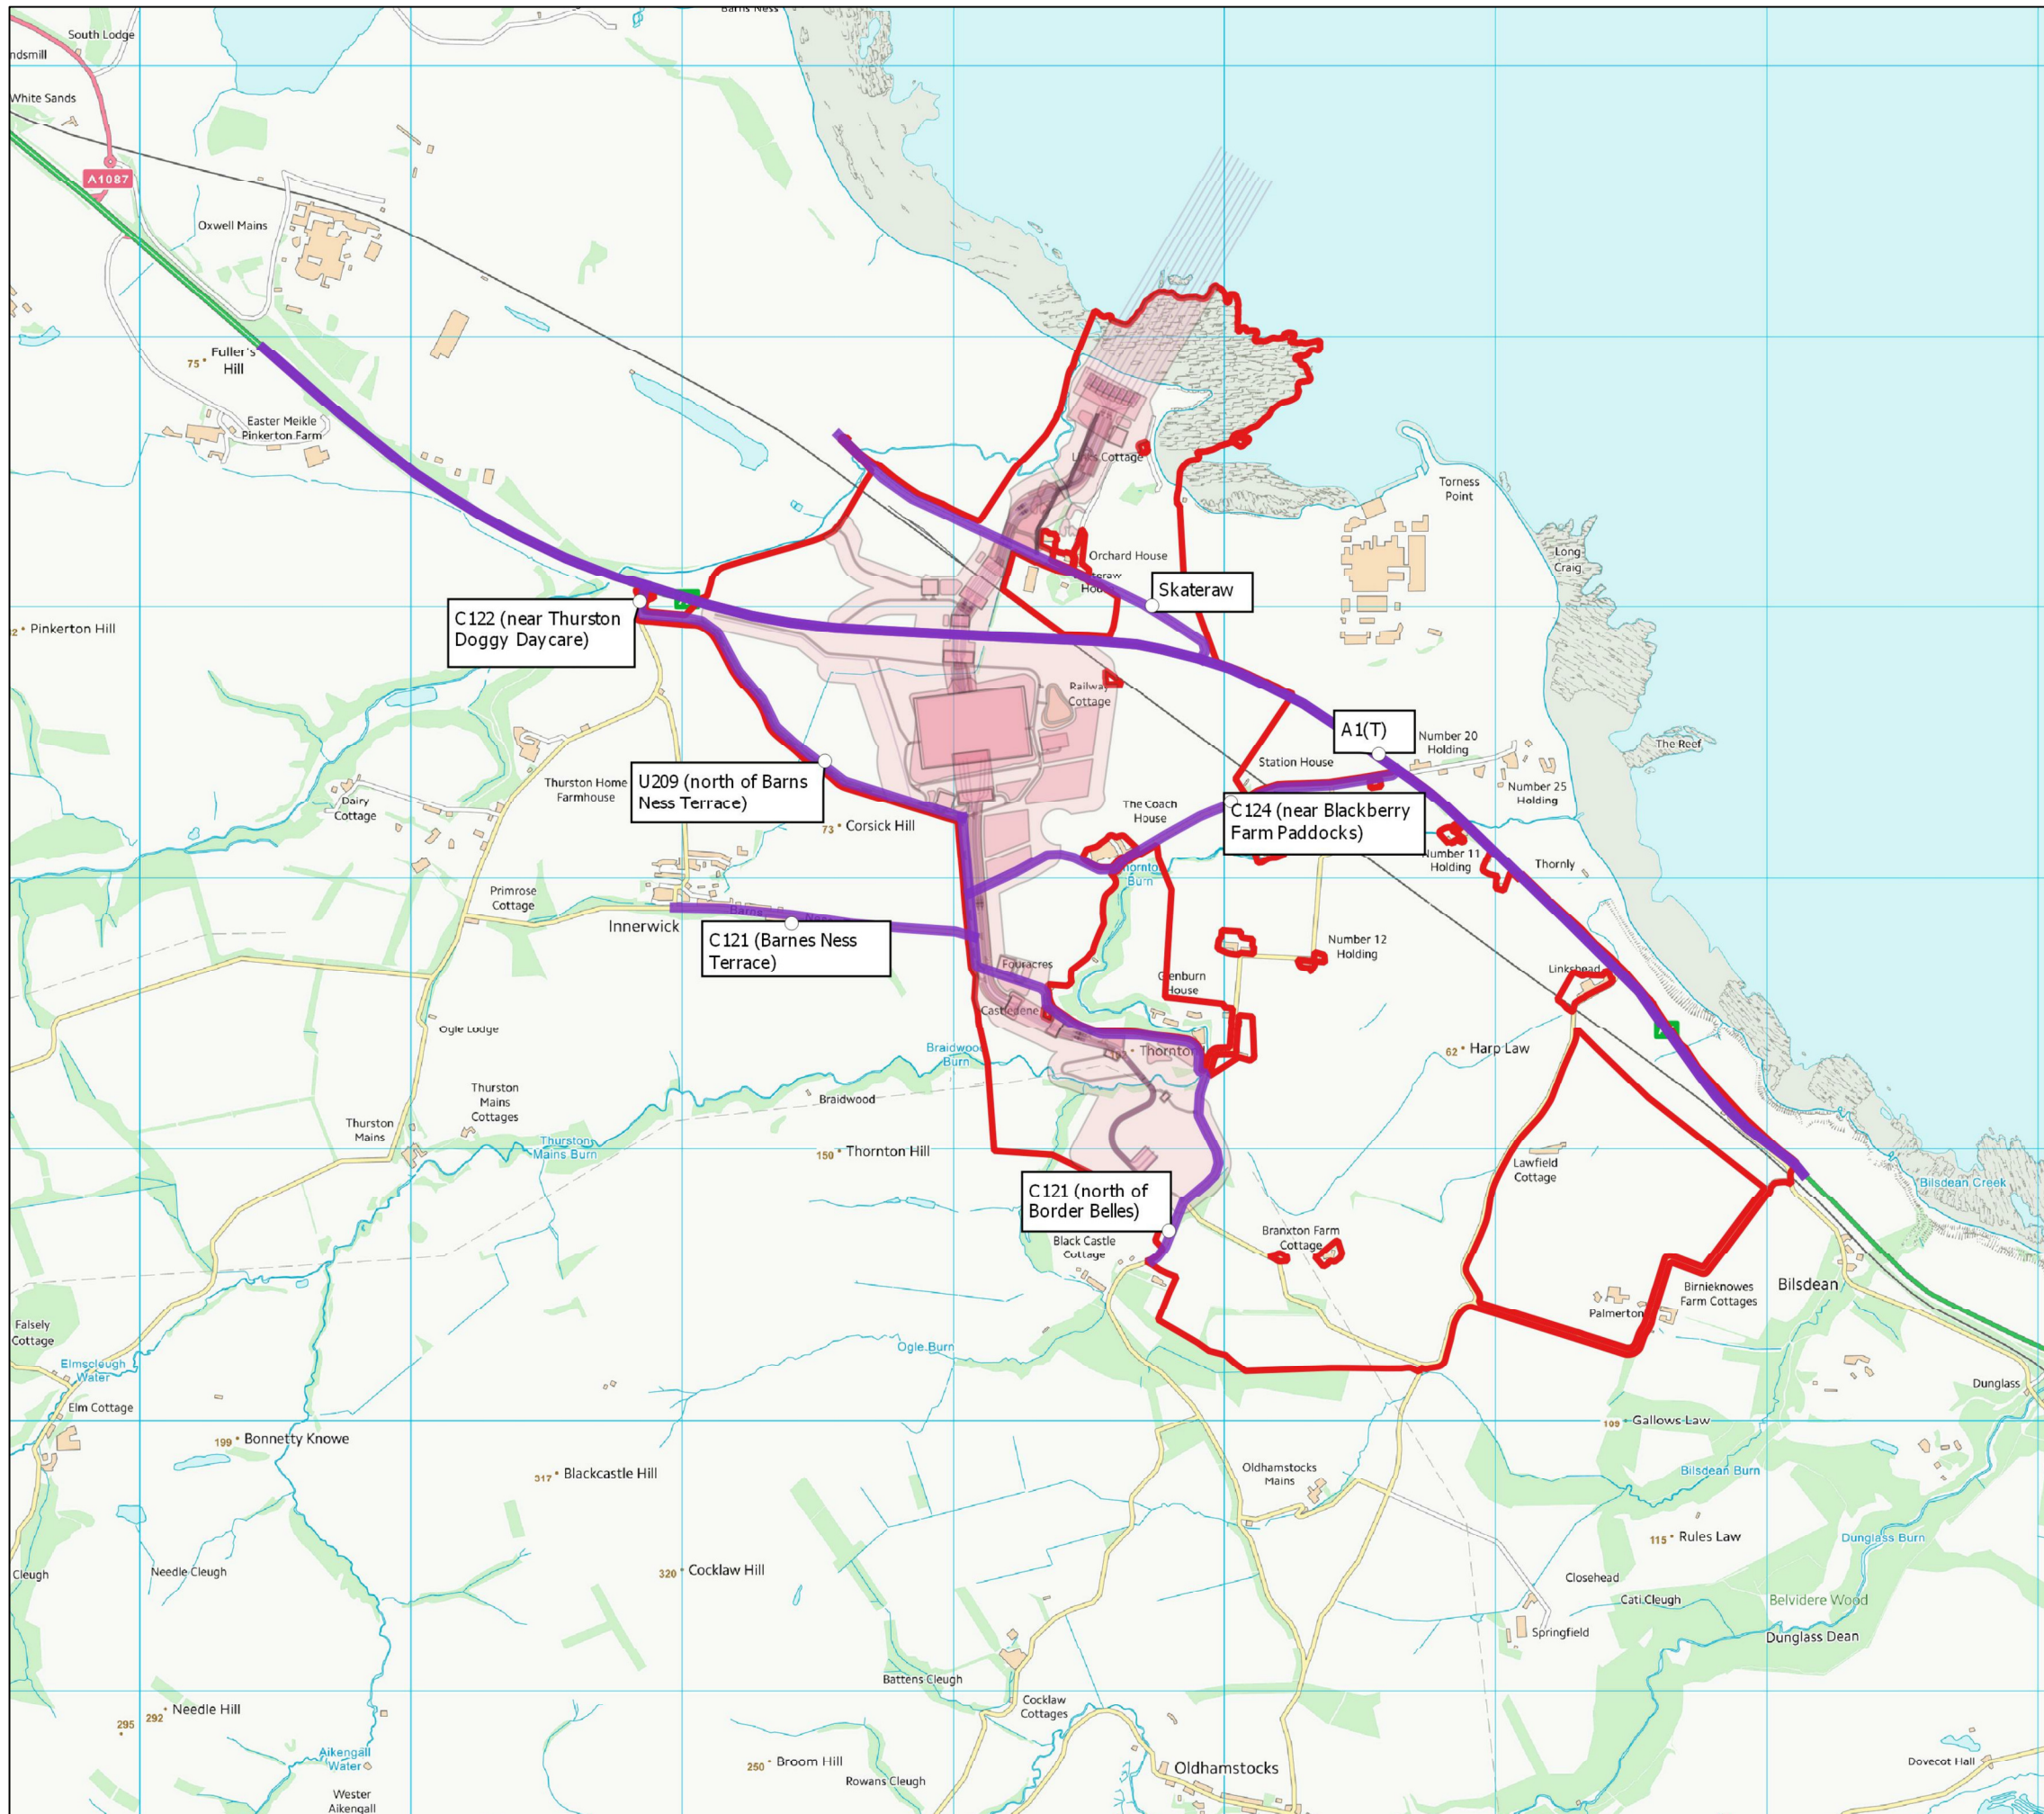 Barns Ness
South Lodge
ndsmill
White Sands
A1087
Oxwell Mains
75
Fuller's
Hill
Easter Meikle
Pinkerton Farm
Links Cottage
Torness
Point
Long
Craig
Orchard House
Skateraw
C122 (near Thurston
Doggy Daycare)
2 Pinkerton Hill
Railway
Cottage
A1(T)
Number 20
Holding
The Reef
Station House
Number 25
Holding
Thurston Home
Farmhouse
U209 (north of Barns
Ness Terrace)
Dairy
Cottage
73 Corsick Hill
The Coach
House
C124 (near Blackberry
Farm Paddocks)
Number 11
Holding
Thornly
Burn
Primrose
Cottage
Innerwick
C121 (Barnes Ness
Terrace)
Number 12
Holding
Fouracres
Glenburn
House
Linkshead
Castledene
Ogle Lodge
Braidwood
Burn
Thornton
62 Harp Law
Thurston
Mains
Cottages
Braidwood
Thurston
Mains
Thurston
Mains Burn
150 Thornton Hill
Lawfield
Cottage
Bilsdean Creek
C121 (north of
Border Belles)
Black Castle
Cottage
Branxton Farm
Cottage
Birnieknowes
Farm Cottages
Bilsdean
Palmerton
Falsely
Cottage
Elmscleugh
Water
Ogle Burn
Dunglass
Elm Cottage
109 Gallows Law
199 Bonnetty Knowe
317 Blackcastle Hill
Oldhamstocks
Mains
Bilsdean Burn
115 Rules Law
Dunglass Burn
Cleugh
Needle Cleugh
320 Cocklaw Hill
Closehead
Cati Cleugh
Belvidere Wood
Springfield
Dunglass Dean
Battens Cleugh
Cocklaw
Cottages
295
292 Needle Hill
Aikengall
Water
250 Broom Hill
Rowans Cleugh
Oldhamstocks
Dovecot Hall
Wester
Aikengall